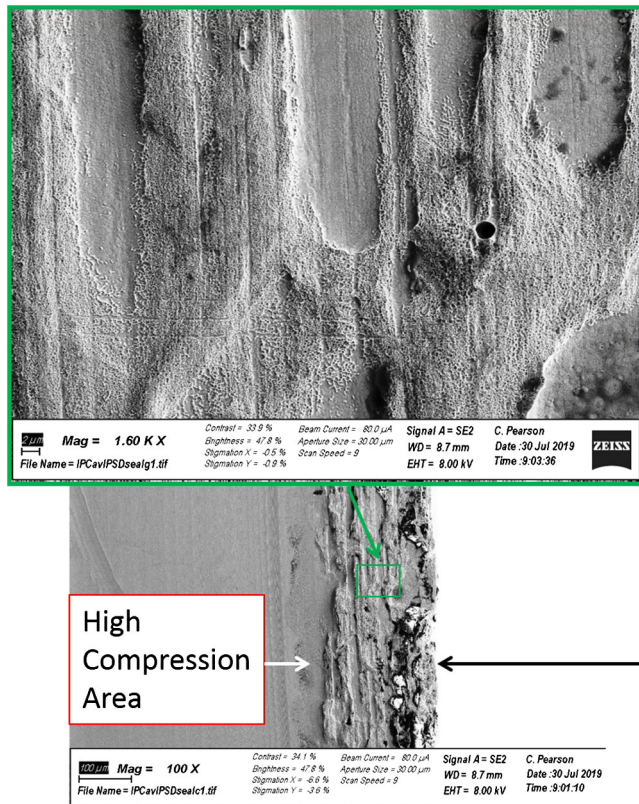 2 µm
Mag = 1.60 K X
Contrast = 33.9 %
Brightness = 47.8 %
Stigmation X = -0.5 %
Stigmation Y = -0.9 %
Beam Current = 80.0 µA
Aperture Size = 30.00 µm
Scan Speed = 9
Signal A = SE2
WD = 8.7 mm
EHT = 8.00 kV
C. Pearson
Date :30 Jul 2019
Time :9:03:36
ZEISS
File Name = IPCavIPSDsealg1.tif
High
Compression
Area
100 µm
Mag = 100 X
Contrast = 34.1 %
Brightness = 47.8 %
Stigmation X = -6.6 %
Stigmation Y = -3.6 %
Beam Current = 80.0 µA
Aperture Size = 30.00 µm
Scan Speed = 9
Signal A = SE2
WD = 8.7 mm
EHT = 8.00 kV
C. Pearson
Date :30 Jul 2019
Time :9:01:10
File Name = IPCavIPSDsealc1.tif